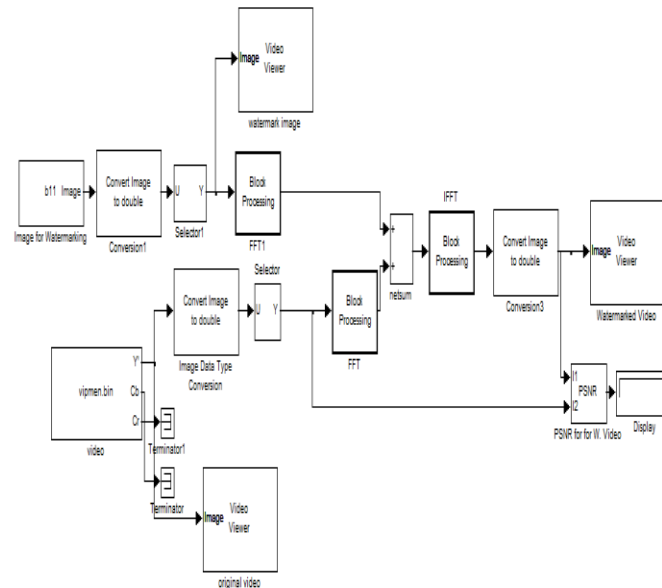 Video
Viewer
Image
watermark image
b11 Image
Image for Watermarking
Convert Image
to double
Conversion1
U Y
Selector1
Block
Processing
FFT1
+
+
netsum
IFFT
Block
Processing
Convert Image
to double
Conversion3
Image
Video
Viewer
Watermarked Video
Convert Image
to double
Image Data Type
Conversion
Selector
U Y
Block
Processing
FFT
I1
I2
PSNR
PSNR for for W. Video
Display
vipmen.bin
Y'
Cb
Cr
video
Terminator1
Terminator
Video
Viewer
Image
original video